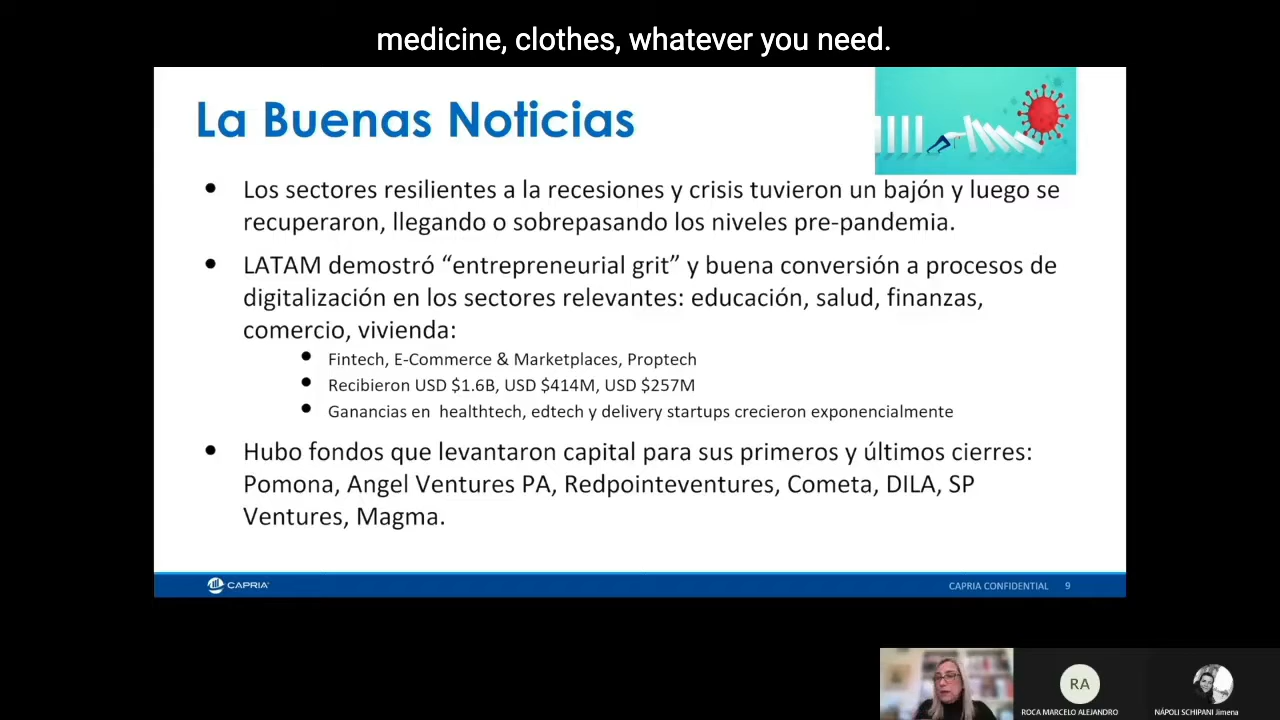 medicine, clothes, whatever you need.
La Buenas Noticias
• Los sectores resilientes a la recesiones y crisis tuvieron un bajón y luego se
recuperaron, llegando o sobrepasando los niveles pre-pandemia.
• LATAM demostró “entrepreneurial grit” y buena conversión a procesos de
digitalización en los sectores relevantes: educación, salud, finanzas,
comercio, vivienda:
• Fintech, E-Commerce & Marketplaces, Proptech
• Recibieron USD $1.6B, USD $414M, USD $257M
• Ganancias en healthtech, edtech y delivery startups crecieron exponencialmente
• Hubo fondos que levantaron capital para sus primeros y últimos cierres:
Pomona, Angel Ventures PA, Redpointeventures, Cometa, DILA, SP
Ventures, Magma.
CAPRIA
CAPRIA CONFIDENTIAL 9
RA
ROCA MARCELO ALEJANDRO
NÁPOLI SCHIPANI Jimena